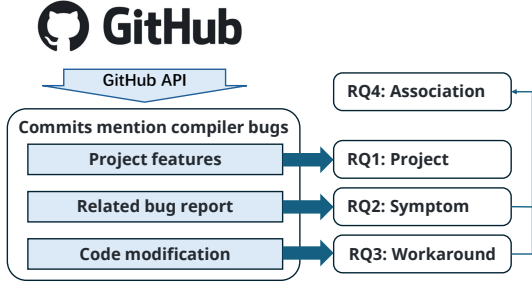 GitHub
GitHub API
RQ4: Association
Commits mention compiler bugs
Project features
RQ1: Project
Related bug report
RQ2: Symptom
Code modification
RQ3: Workaround